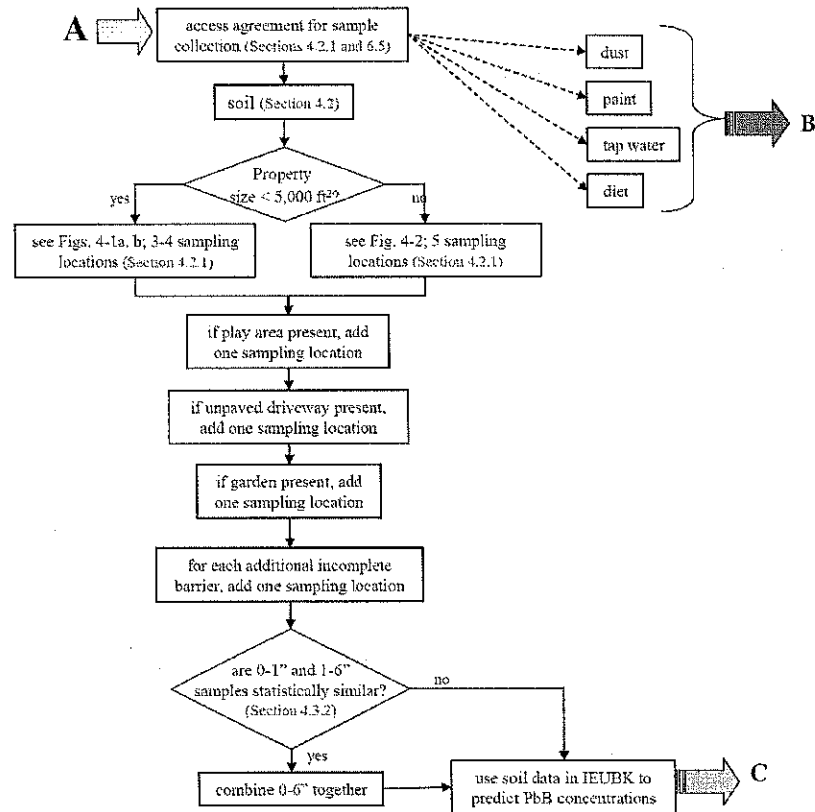 A
access agreement for sample
collection (Sections 4.2.1 and 6.5)
dust
paint
tap water
diet
B
soil (Section 4.2)
Property
size < 5,000 ft²?
yes
no
see Figs. 4-1a, b; 3-4 sampling
locations (Section 4.2.1)
see Fig. 4-2; 5 sampling
locations (Section 4.2.1)
if play area present, add
one sampling location
if unpaved driveway present,
add one sampling location
if garden present, add
one sampling location
for each additional incomplete
barrier, add one sampling location
are 0-1" and 1-6"
samples statistically similar?
(Section 4.3.2)
no
yes
combine 0-6" together
use soil data in IEUBK to
predict PbB concentrations
C